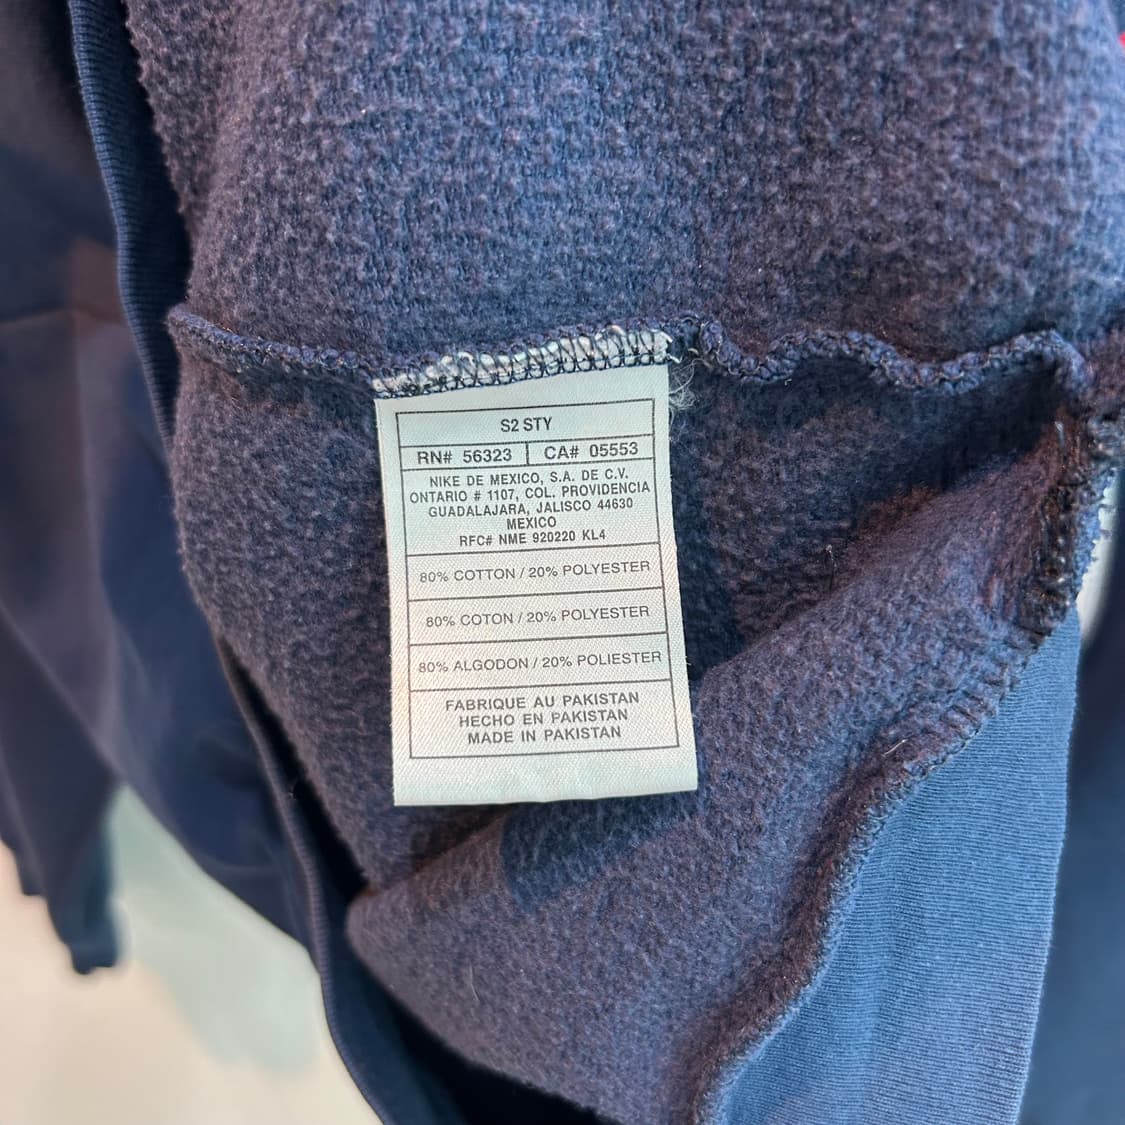 S2 STY
RN# 56323 CA# 05553
NIKE DE MEXICO, S.A. DE C.V.
ONTARIO # 1107, COL. PROVIDENCIA
GUADALAJARA, JALISCO 44630
MEXICO
RFC# NME 920220 KL4
80% COTTON / 20% POLYESTER
80% COTON / 20% POLYESTER
80% ALGODON / 20% POLIESTER
FABRIQUE AU PAKISTAN
HECHO EN PAKISTAN
MADE IN PAKISTAN